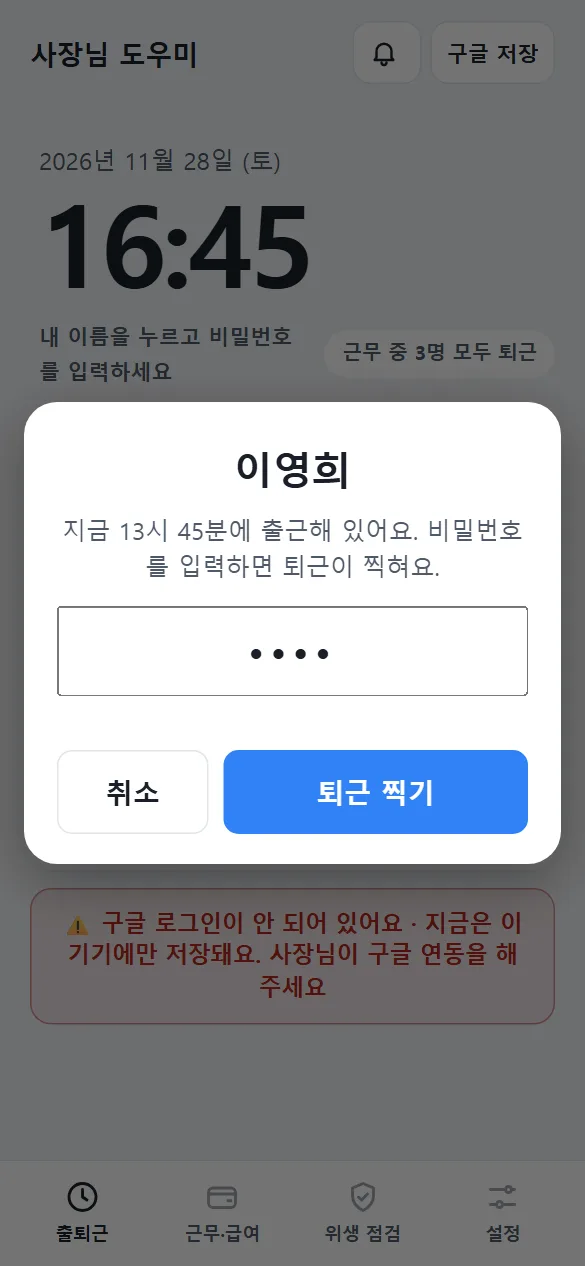 사장님 도우미
구글 저장
2026년 11월 28일 (토)
16:45
내 이름을 누르고 비밀번호
를 입력하세요
근무 중 3명 모두 퇴근
이영희
지금 13시 45분에 출근해 있어요. 비밀번호
를 입력하면 퇴근이 찍혀요.
••••
취소
퇴근 찍기
⚠️ 구글 로그인이 안 되어 있어요 · 지금은 이
기기에만 저장돼요. 사장님이 구글 연동을 해
주세요
출퇴근
근무·급여
위생 점검
설정